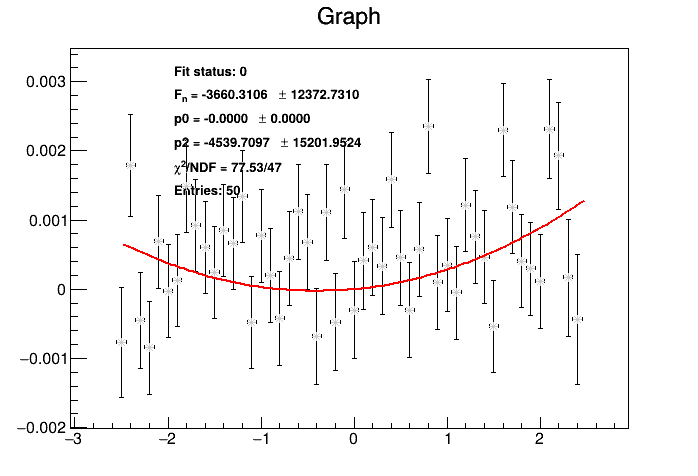 Graph
Fit status: 0
Fn = -3660.3106 ± 12372.7310
p0 = -0.0000 ± 0.0000
p2 = -4539.7097 ± 15201.9524
χ²/NDF = 77.53/47
Entries: 50
0.003
0.002
0.001
0
−0.001
−0.002
−3 −2 −1 0 1 2